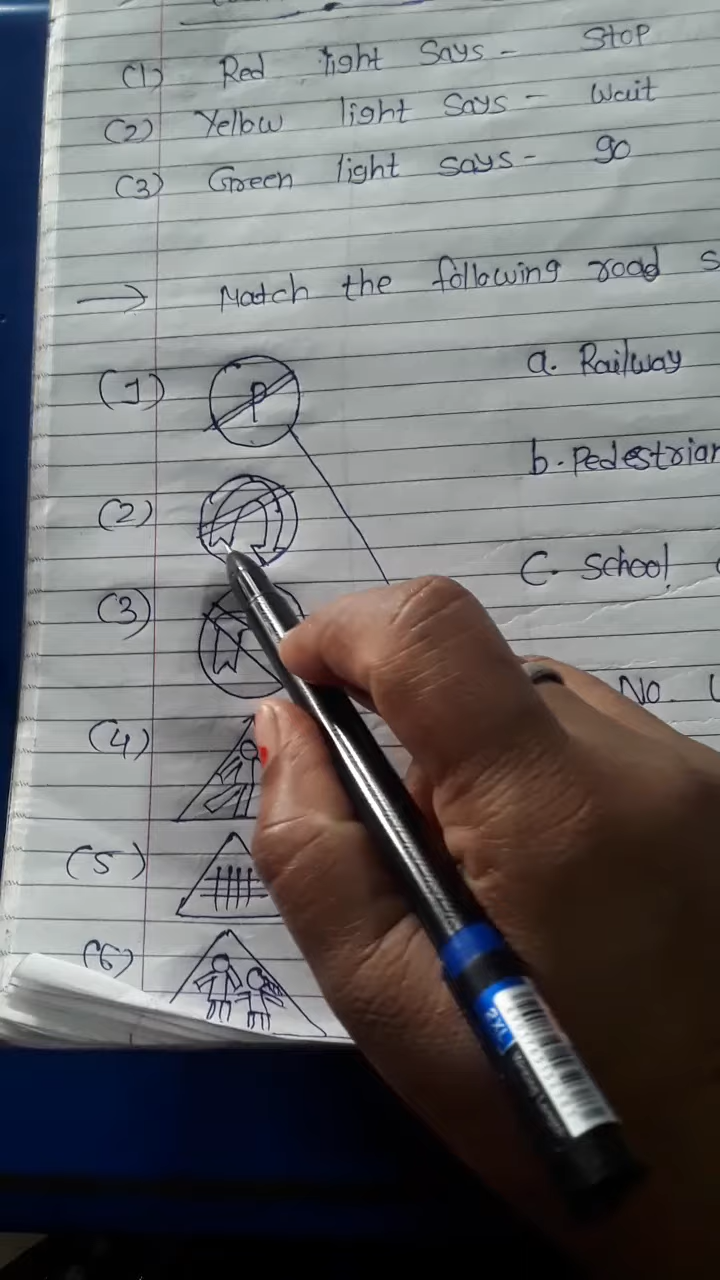 (1) Red light Says - Stop
(2) Yellow light Says - Wait
(3) Green light says - go
→ Match the following road
(1) P a. Railway
b. Pedestrian
(2)
C. School
(3)
No.
(4)
(5)
(6)
2XL